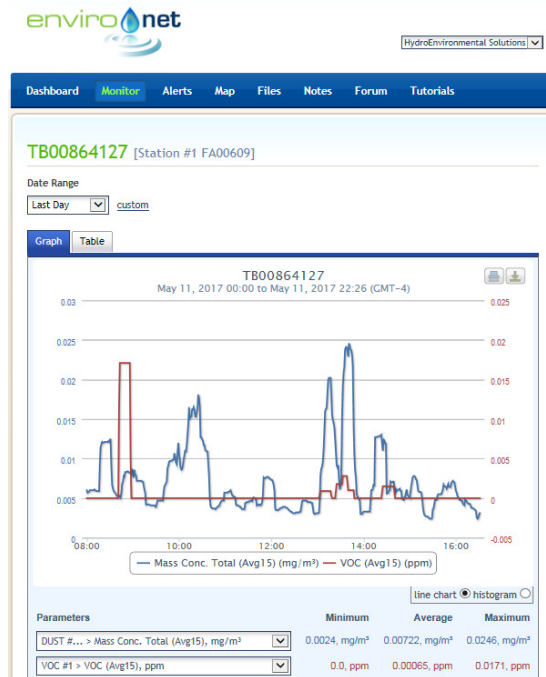 enviro net
HydroEnvironmental Solutions
Dashboard Monitor Alerts Map Files Notes Forum Tutorials
TB00864127 [Station #1 FA00609]
Date Range
Last Day custom
Graph Table
TB00864127
May 11, 2017 00:00 to May 11, 2017 22:26 (GMT-4)
0.03 0.025
0.025 0.02
0.02 0.015
0.015 0.01
0.01 0.005
0.005 0
0 -0.005
08:00 10:00 12:00 14:00 16:00
Mass Conc. Total (Avg15) (mg/m³) VOC (Avg15) (ppm)
line chart histogram
Parameters Minimum Average Maximum
DUST #... > Mass Conc. Total (Avg15), mg/m³ 0.0024, mg/m³ 0.00722, mg/m³ 0.0246, mg/m³
VOC #1 > VOC (Avg15), ppm 0.0, ppm 0.00065, ppm 0.0171, ppm